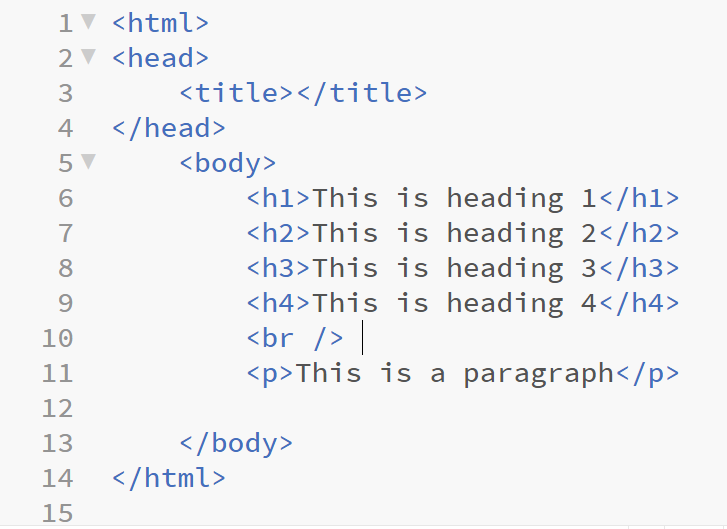 1 <html>
2 <head>
3 <title></title>
4 </head>
5 <body>
6 <h1>This is heading 1</h1>
7 <h2>This is heading 2</h2>
8 <h3>This is heading 3</h3>
9 <h4>This is heading 4</h4>
10 <br />
11 <p>This is a paragraph</p>
12
13 </body>
14 </html>
15